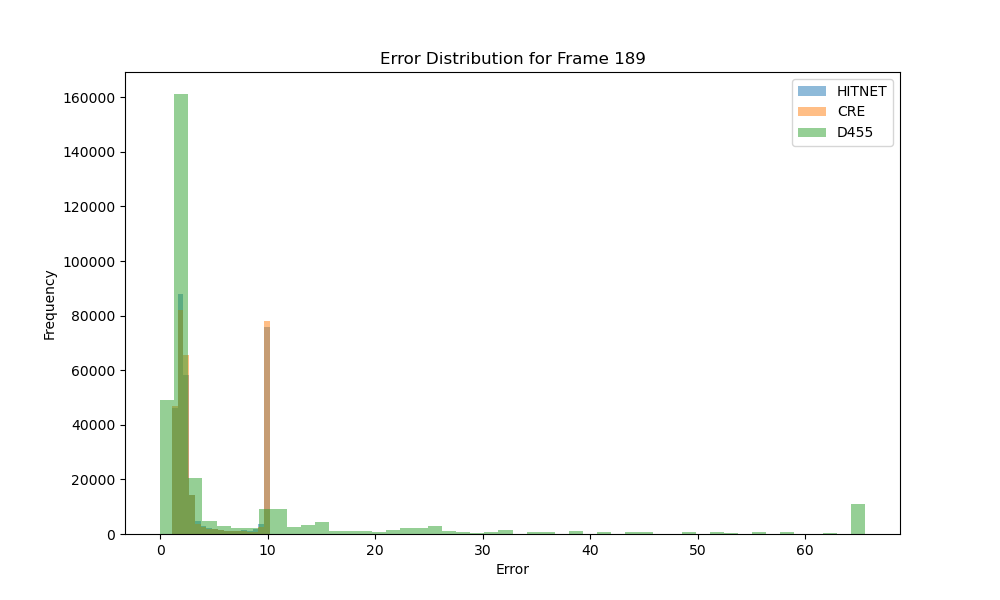 Error Distribution for Frame 189
HITNET
CRE
D455
160000
140000
120000
100000
80000
60000
40000
20000
0
Frequency
0 10 20 30 40 50 60
Error